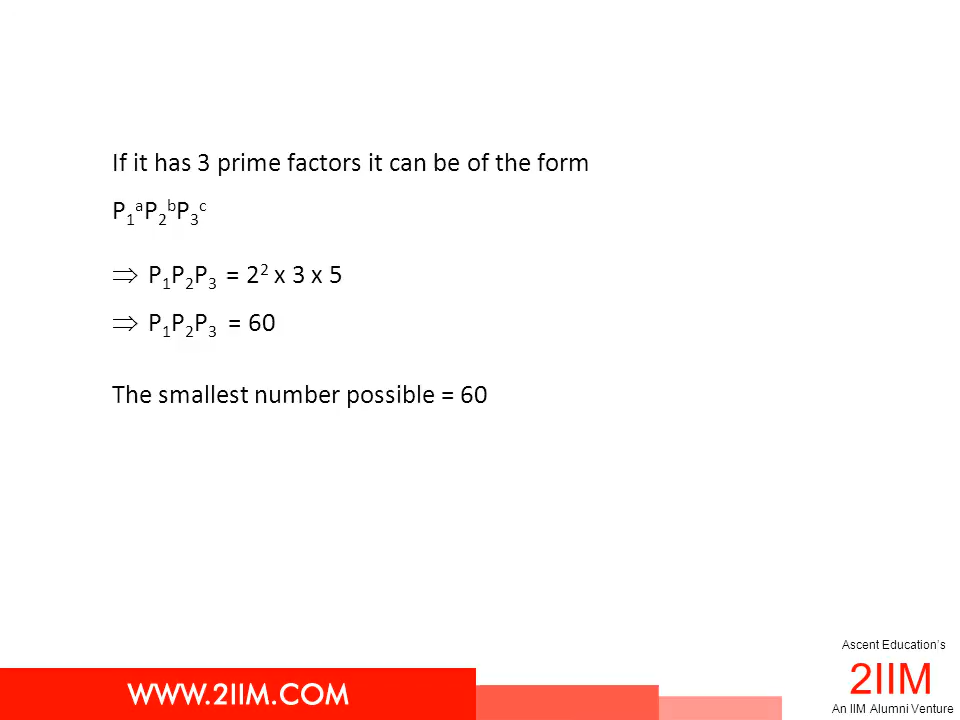 If it has 3 prime factors it can be of the form
P₁ᵃP₂ᵇP₃ᶜ
⇒ P₁P₂P₃ = 2² x 3 x 5
⇒ P₁P₂P₃ = 60
The smallest number possible = 60
Ascent Education's
2IIM
An IIM Alumni Venture
WWW.2IIM.COM